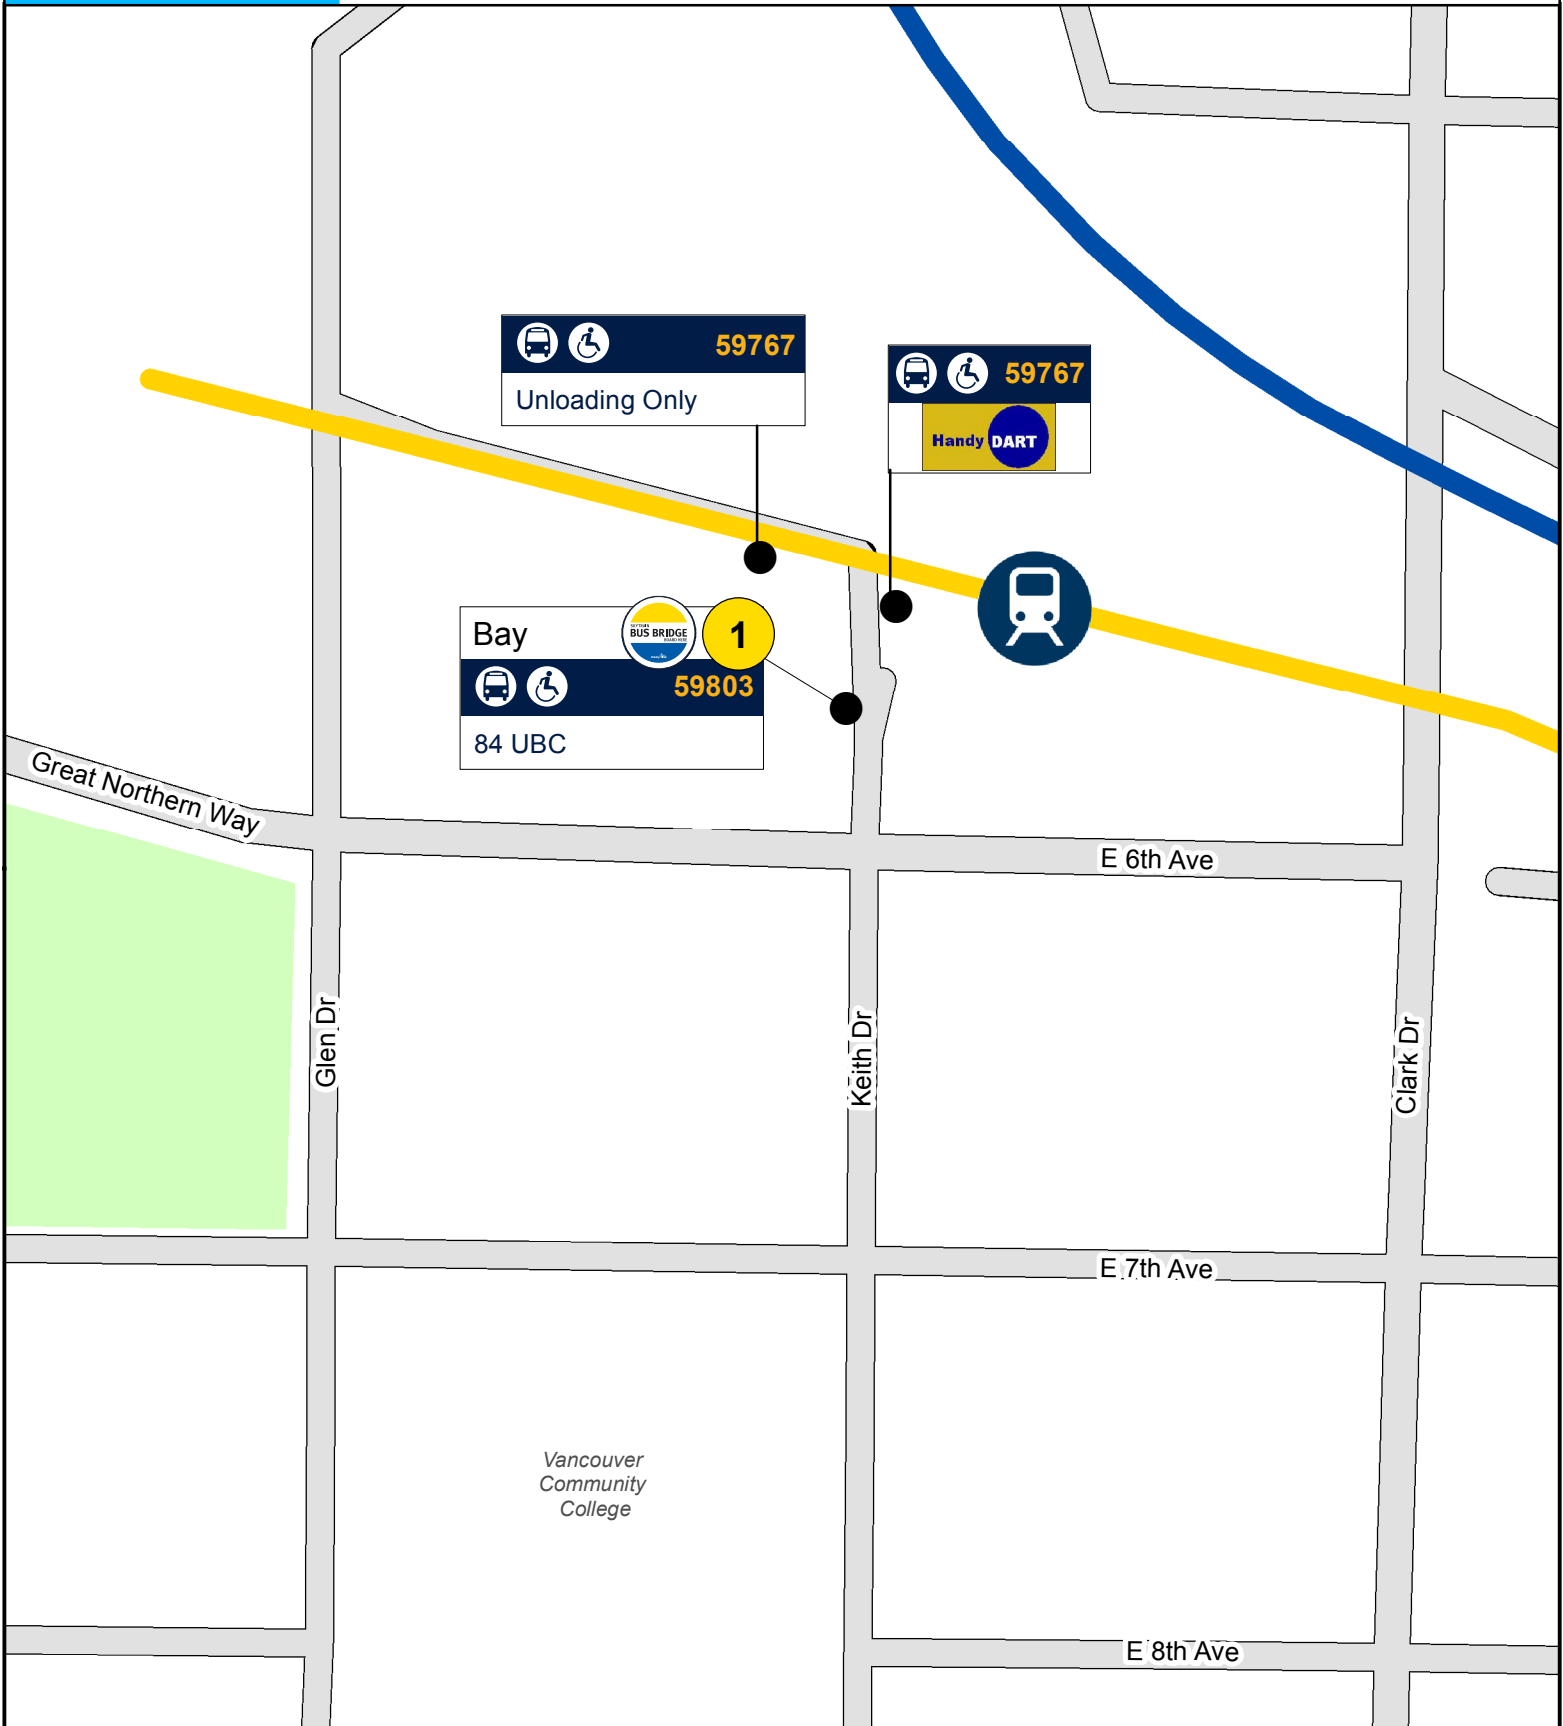 59767
Unloading Only
59767
Handy DART
Bay
BUS BRIDGE
1
59803
84 UBC
Great Northern Way
E 6th Ave
Glen Dr
Keith Dr
Clark Dr
E 7th Ave
Vancouver
Community
College
E 8th Ave